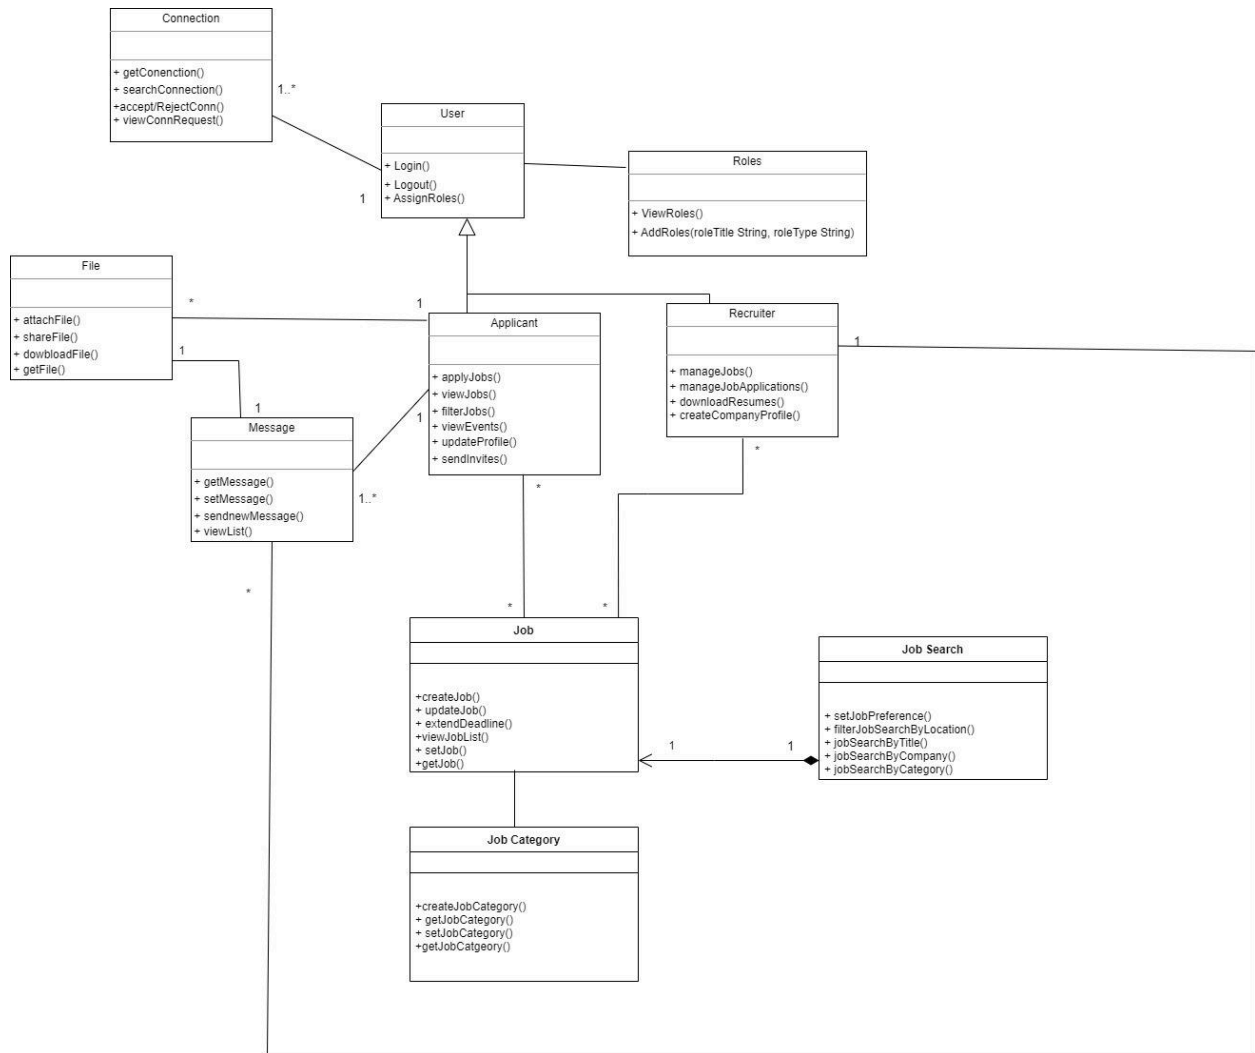 Connection
+ getConenction()
+ searchConnection()
+accept/RejectConn()
+ viewConnRequest()
1..*
User
+ Login()
+ Logout()
+ AssignRoles()
1
Roles
+ ViewRoles()
+ AddRoles(roleTitle String, roleType String)
File
+ attachFile()
+ shareFile()
+ dowbloadFile()
+ getFile()
*
1
1
1
Applicant
+ applyJobs()
+ viewJobs()
+ filterJobs()
+ viewEvents()
+ updateProfile()
+ sendInvites()
1
1..*
*
Recruiter
+ manageJobs()
+ manageJobApplications()
+ downloadResumes()
+ createCompanyProfile()
1
*
Message
+ getMessage()
+ setMessage()
+ sendnewMessage()
+ viewList()
*
*
*
Job
+createJob()
+ updateJob()
+ extendDeadline()
+viewJobList()
+ setJob()
+getJob()
1
1
Job Search
+ setJobPreference()
+ filterJobSearchByLocation()
+ jobSearchByTitle()
+ jobSearchByCompany()
+ jobSearchByCategory()
Job Category
+createJobCategory()
+ getJobCategory()
+ setJobCategory()
+getJobCatgeory()